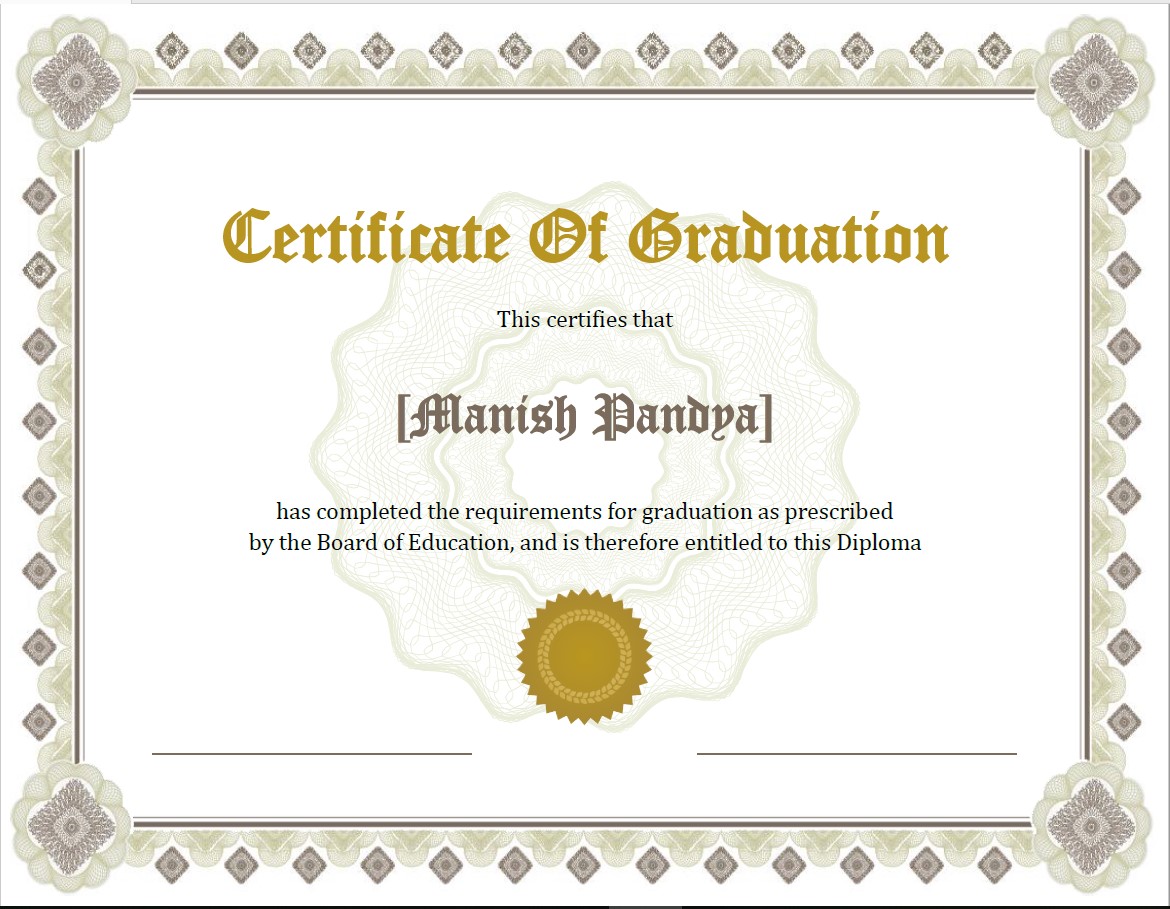 Certificate Of Graduation
This certifies that
[Manish Pandya]
has completed the requirements for graduation as prescribed
by the Board of Education, and is therefore entitled to this Diploma